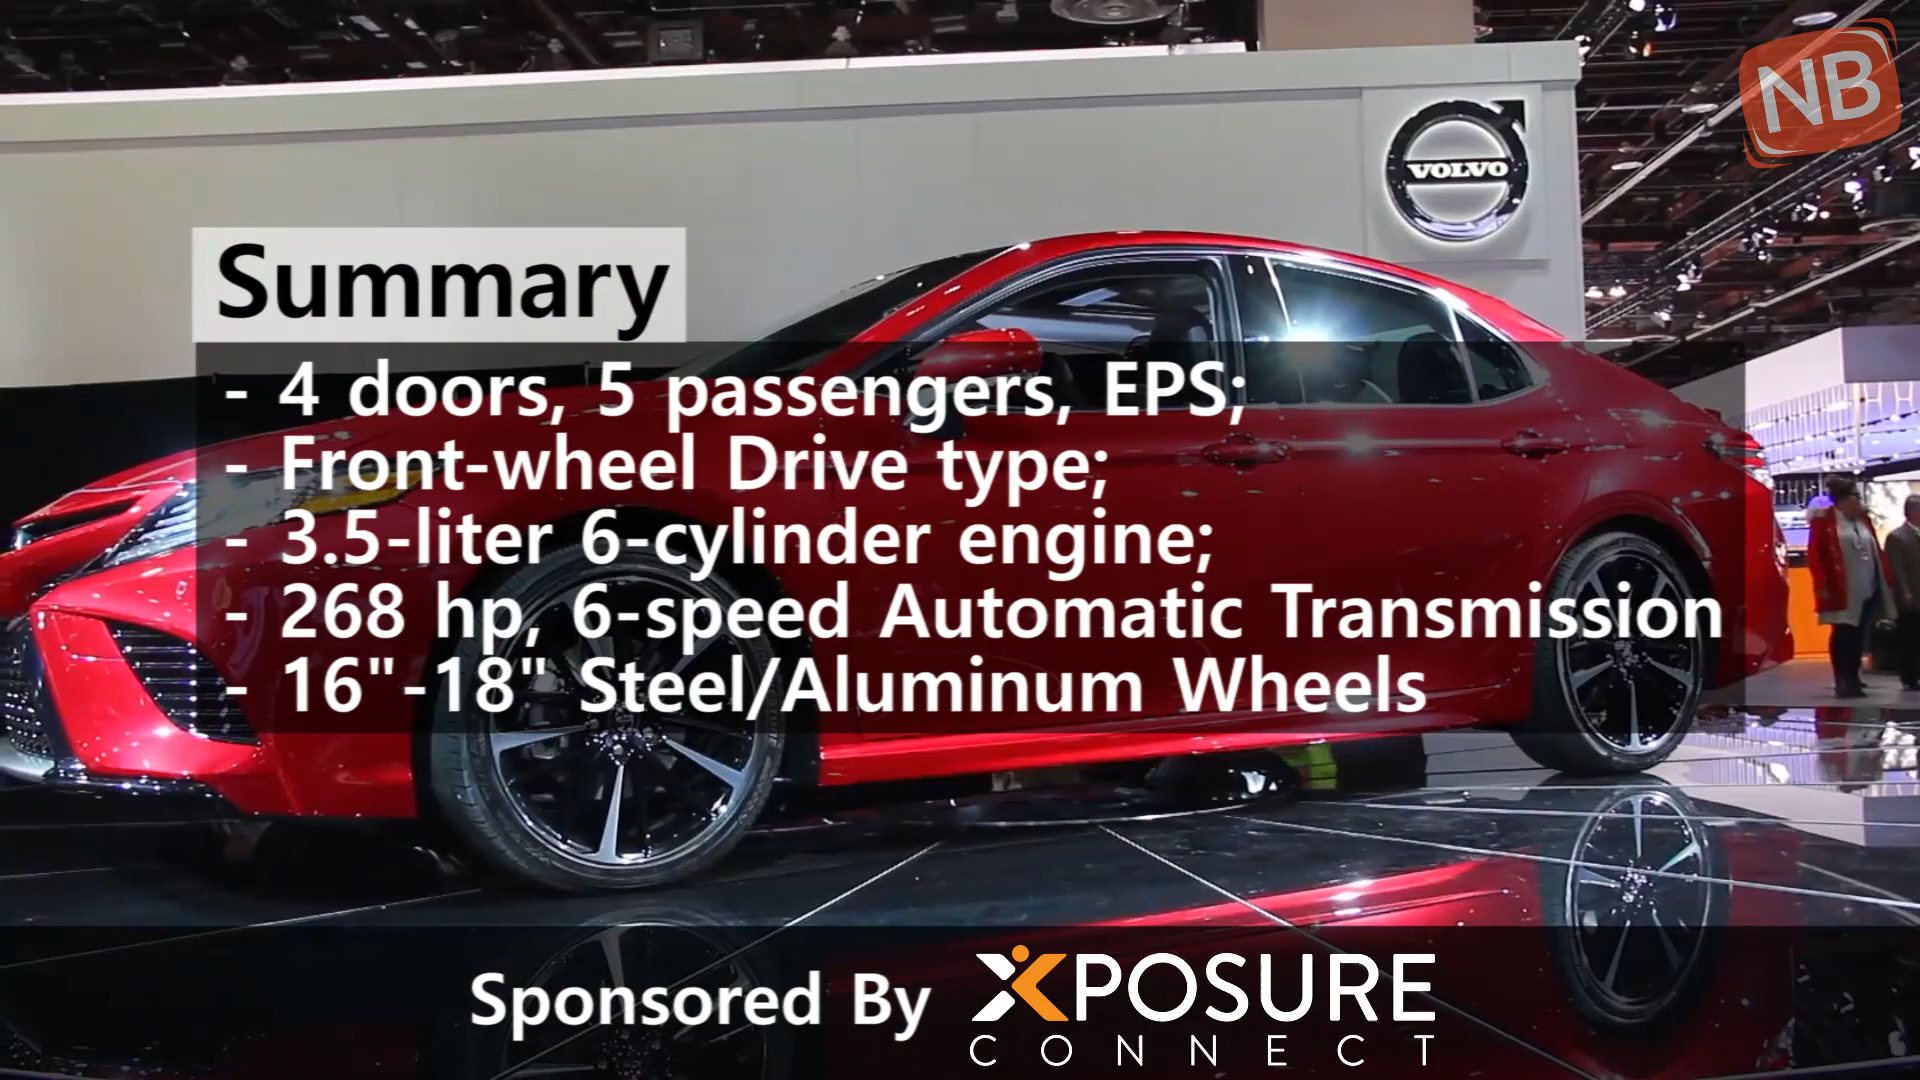 NB
VOLVO
Summary
- 4 doors, 5 passengers, EPS;
- Front-wheel Drive type;
- 3.5-liter 6-cylinder engine;
- 268 hp, 6-speed Automatic Transmission
- 16"-18" Steel/Aluminum Wheels
Sponsored By XPOSURE
CONNECT